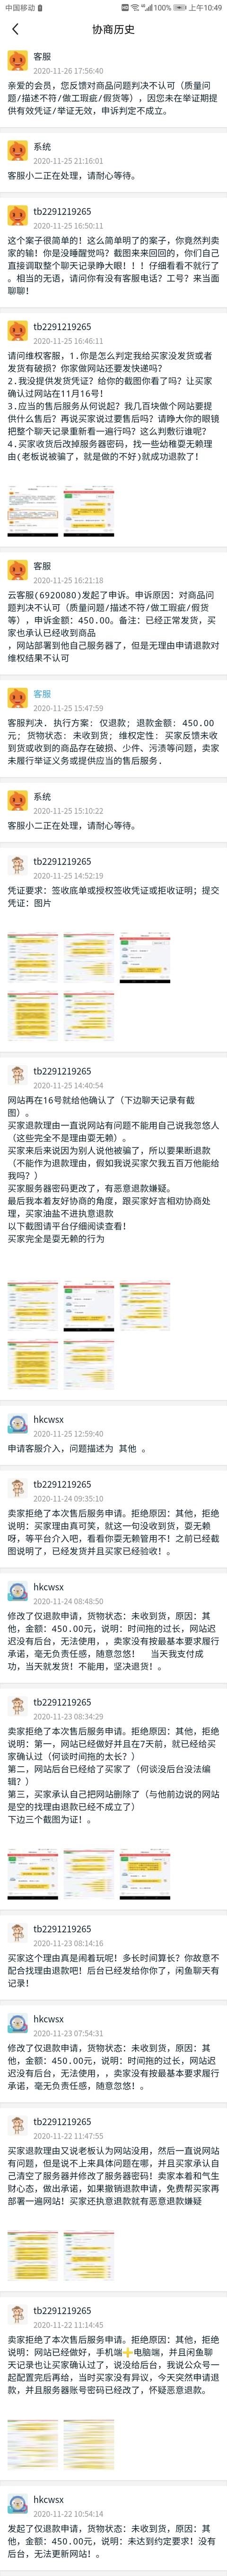 中国移动
100%
上午10:49
协商历史
客服
2020-11-26 17:56:40
亲爱的会员，您反馈对商品问题判决不认可（质量问
题/描述不符/做工瑕疵/假货等），因您未在举证期提
供有效凭证/举证无效，申诉判定不成立。
系统
2020-11-25 21:16:01
客服小二正在处理，请耐心等待。
tb2291219265
2020-11-25 16:50:11
这个案子很简单的！这么简单明了的案子，你竟然判卖
家的输！你是没睡醒觉吗？截图来来回回的，你们自己
直接调取整个聊天记录睁大眼！！！仔细看看不就行了
。相当的无语，请问你有没有客服电话？工号？来当面
聊聊！
tb2291219265
2020-11-25 16:46:11
请问维权客服，1.你是怎么判定我给买家没发货或者
发货有破损？你家做网站还要发快递吗？
2.我没提供发货凭证？给你的截图你看了吗？让买家
确认过网站在11月16号！
3.应当的售后服务从何说起？我几百块做个网站要提
供什么售后？再说买家说过要售后吗？请睁大你的眼镜
把整个聊天记录重新看一遍行吗？这么判敷衍谁呢？
4.买家收货后改掉服务器密码，找一些幼稚耍无赖理
由(老板说被骗了，就是做的不好)就成功退款了！
客服
2020-11-25 16:21:18
云客服(6920080)发起了申诉。申诉原因：对商品问
题判决不认可（质量问题/描述不符/做工瑕疵/假货
等），申诉金额：450.00。备注：已经正常发货，买
家也承认已经收到商品
，网站部署到他自己服务器了，但是无理由申请退款对
维权结果不认可
客服
2020-11-25 15:47:59
客服判决．执行方案：仅退款；退款金额：450.00
元；货物状态：未收到货；维权定性：买家反馈未收
到货或收到的商品存在破损、少件、污渍等问题，卖家
未履行举证义务或提供应当的售后服务．
系统
2020-11-25 15:10:22
客服小二正在处理，请耐心等待。
tb2291219265
2020-11-25 14:52:19
凭证要求：签收底单或授权签收凭证或拒收证明；提交
凭证：图片
tb2291219265
2020-11-25 14:40:54
网站再在16号就给他确认了（下边聊天记录有截
图）。
买家退款理由一直说网站有问题不能用自己说我忽悠人
（这些完全不是理由耍无赖）。
买家来后来说因为别人说他被骗了，所以要果断退款
（不能作为退款理由，假如我说买家欠我五百万他能给
我吗？）
买家服务器密码更改了，有恶意退款嫌疑。
最后我本着友好协商的角度，跟买家好言相劝协商处
理，买家油盐不进执意退款
以下截图请平台仔细阅读查看！
买家完全是耍无赖的行为
hkcwsx
2020-11-25 12:59:40
申请客服介入，问题描述为 其他 。
tb2291219265
2020-11-24 09:35:10
卖家拒绝了本次售后服务申请。拒绝原因：其他，拒绝
说明：买家理由真可笑，就这一句没收到货，耍无赖
呀，等平台介入吧，看看你耍无赖管用不！之前已经截
图说明了，已经发货并且买家已经验收！。
hkcwsx
2020-11-24 08:48:50
修改了仅退款申请，货物状态：未收到货，原因：其
他，金额：450.00元，说明：时间拖的过长，网站迟
迟没有后台，无法使用，，卖家没有按最基本要求履行
承诺，毫无负责任感，随意忽悠！ 当天我支付成
功，当天就发货！不能用，坚决退货！。
tb2291219265
2020-11-23 08:34:29
卖家拒绝了本次售后服务申请。拒绝原因：其他，拒绝
说明：第一，网站已经做好并且在7天前，就已经给买
家确认过（何谈时间拖的太长？）
第二，网站后台已经给了买家了（何谈没后台没法编
辑？）
第三，买家承认自己把网站删除了（与他前边说的网站
是空的找理由退款已经不成立了）
下边三个截图为证！。
tb2291219265
2020-11-23 08:14:16
买家这个理由真是闹着玩呢！多长时间算长？你故意不
配合找理由退款吧！后台已经发给你你了，闲鱼聊天有
记录！
hkcwsx
2020-11-23 07:54:31
修改了仅退款申请，货物状态：未收到货，原因：其
他，金额：450.00元，说明：时间拖的过长，网站迟
迟没有后台，无法使用，，卖家没有按最基本要求履行
承诺，毫无负责任感，随意忽悠！。
tb2291219265
2020-11-22 11:47:55
买家退款理由又说老板认为网站没用，然后一直说网站
有问题，但是说不上来具体问题在哪，并且买家承认自
己清空了服务器并修改了服务器密码！卖家本着和气生
财心态，做出承诺，如果撤销退款申请，免费帮买家再
部署一遍网站！买家还执意退款就有恶意退款嫌疑
tb2291219265
2020-11-22 11:14:45
卖家拒绝了本次售后服务申请。拒绝原因：其他，拒绝
说明：网站已经做好，手机端➕电脑端，并且闲鱼聊
天记录也让买家确认过了，说没给后台，我说公众号一
起配置完后再给，当时买家没有异议，今天突然申请退
款，并且服务器账号密码已经改了，怀疑恶意退款。
hkcwsx
2020-11-22 10:54:14
发起了仅退款申请，货物状态：未收到货，原因：其
他，金额：450.00元，说明：未达到约定要求！没有
后台，无法更新网站！。